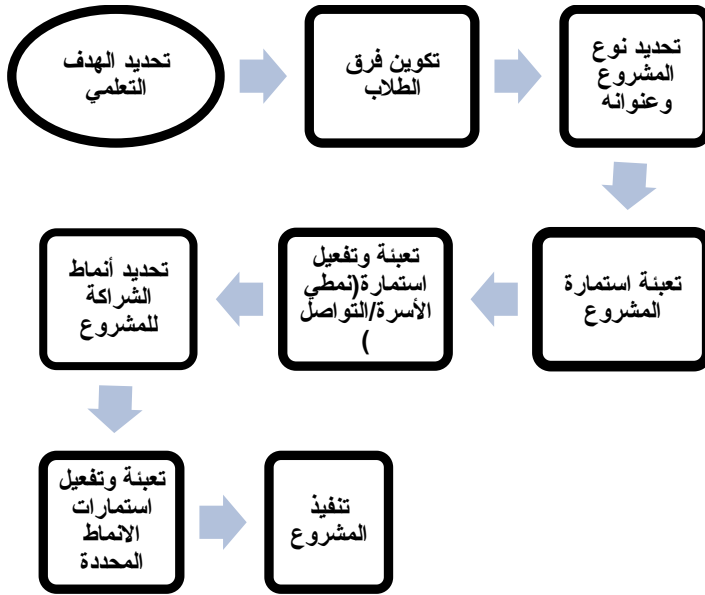 تحديد الهدف
التعلمي
تكوين فرق
الطلاب
تحديد نوع
المشروع
وعنوانه
تعبئة استمارة
المشروع
تعبئة وتفعيل
استمارة(نمطي
الأسرة/التواصل
)
تحديد أنماط
الشراكة
للمشروع
تعبئة وتفعيل
استمارات
الانماط
المحددة
تنفيذ
المشروع